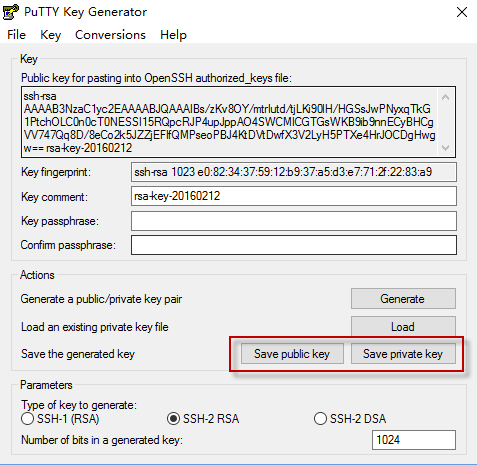 PuTTY Key Generator
File Key Conversions Help
Key
Public key for pasting into OpenSSH authorized_keys file:
ssh-rsa
AAAAB3NzaC1yc2EAAAABJQAAAIBs/zKv8OY/mtrlutd/tjLKi90lH/HGSsJwPNyxqTkG
1PtchOLC0n0cT0NESSI15RQpcRJP4upJppAO4SWCMlCGTGsWKB9ib9nnECyBHCg
VV747Qq8D/8eCo2k5JZZjEFlfQMPseoPBJ4KtDVtDwfX3V2LyH5PTXe4HrJOCDgHwg
w== rsa-key-20160212
Key fingerprint: ssh-rsa 1023 e0:82:34:37:59:12:b9:37:a5:d3:e7:71:2f:22:83:a9
Key comment: rsa-key-20160212
Key passphrase:
Confirm passphrase:
Actions
Generate a public/private key pair Generate
Load an existing private key file Load
Save the generated key Save public key Save private key
Parameters
Type of key to generate:
SSH-1 (RSA) SSH-2 RSA SSH-2 DSA
Number of bits in a generated key: 1024